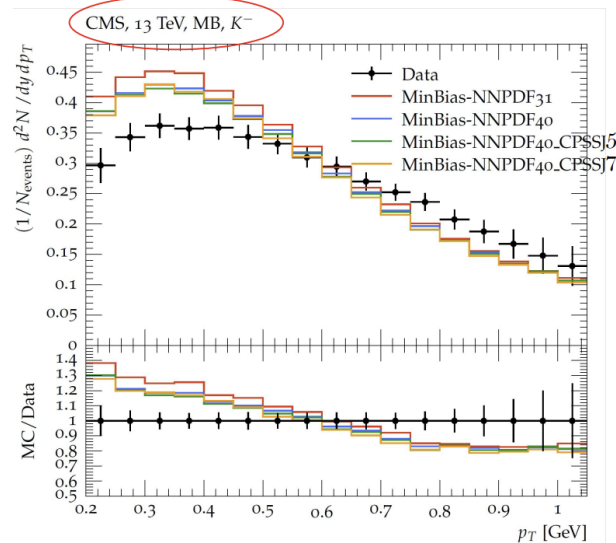 CMS, 13 TeV, MB, K⁻
(1/N_events) d²N/dy dp_T
0.45
0.4
0.35
0.3
0.25
0.2
0.15
0.1
0.05
0
Data
MinBias-NNPDF31
MinBias-NNPDF40
MinBias-NNPDF40_CPSSJ5
MinBias-NNPDF40_CPSSJ7
MC/Data
1.4
1.3
1.2
1.1
1
0.9
0.8
0.7
0.6
0.5
0.2 0.3 0.4 0.5 0.6 0.7 0.8 0.9 1
p_T [GeV]